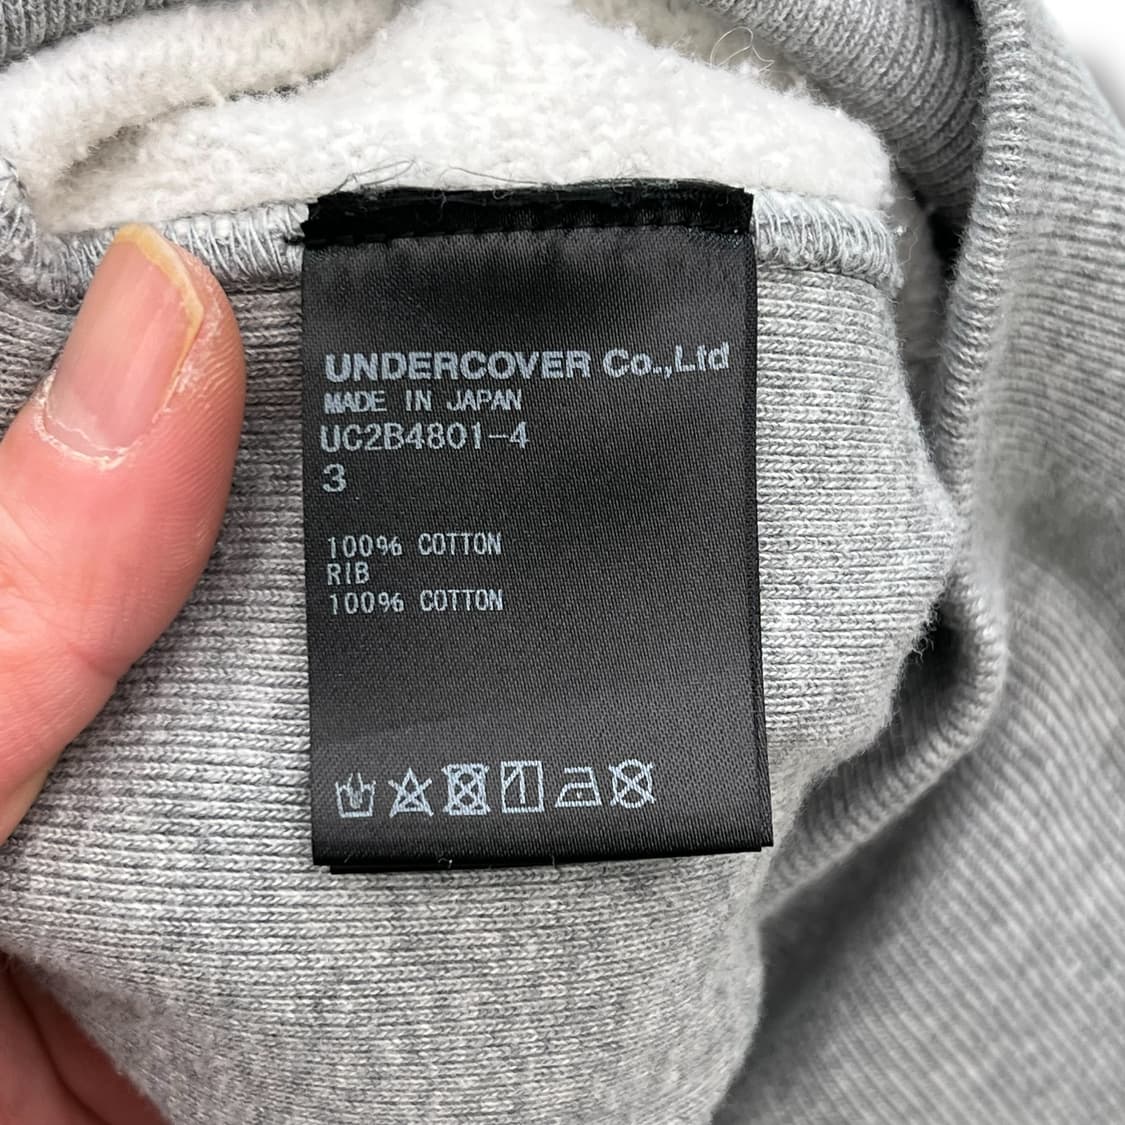 UNDERCOVER Co.,Ltd
MADE IN JAPAN
UC2B4801-4
3
100% COTTON
RIB
100% COTTON